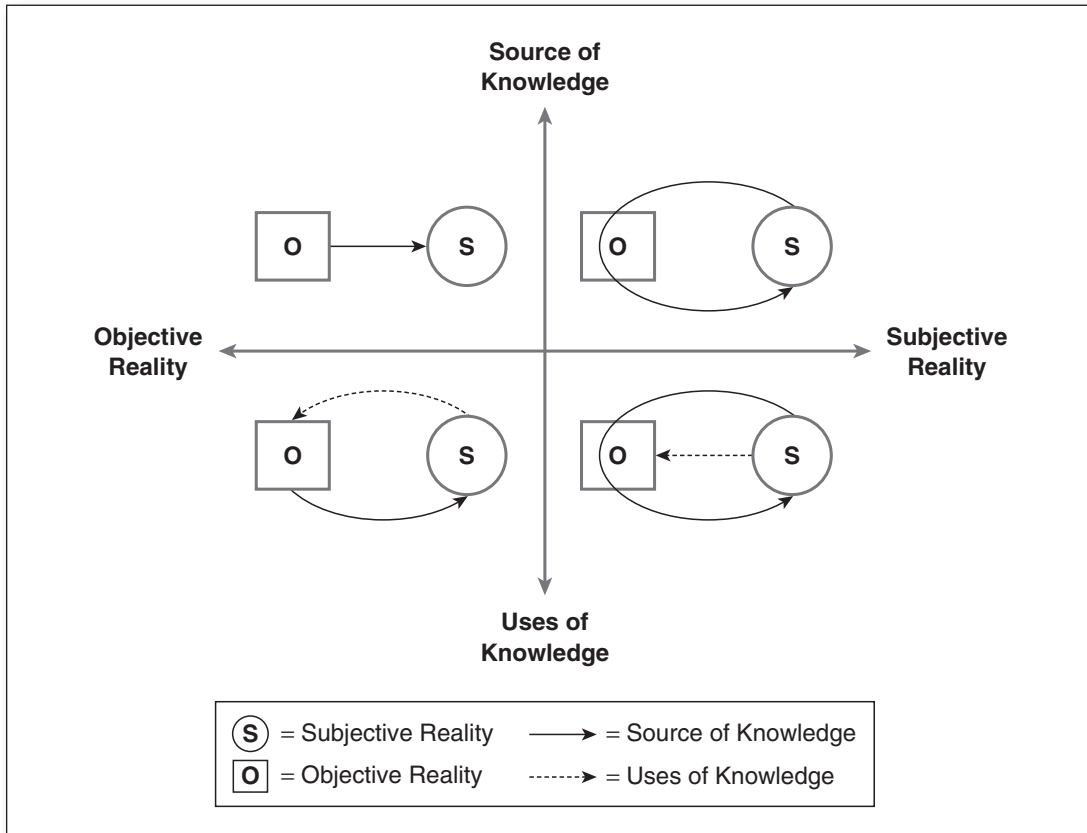 Source of
Knowledge
O
S
O
S
Objective
Reality
Subjective
Reality
O
S
O
S
Uses of
Knowledge
S = Subjective Reality
= Source of Knowledge
O = Objective Reality
= Uses of Knowledge